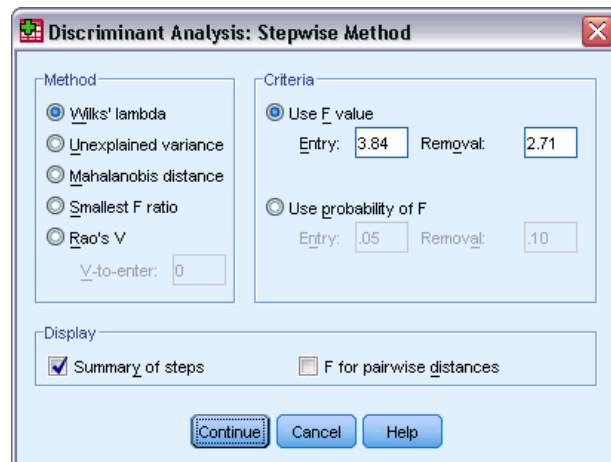 Discriminant Analysis: Stepwise Method
Method
Wilks' lambda
Unexplained variance
Mahalanobis distance
Smallest F ratio
Rao's V
V-to-enter: 0
Criteria
Use F value
Entry: 3.84 Removal: 2.71
Use probability of F
Entry: .05 Removal: .10
Display
Summary of steps
F for pairwise distances
Continue Cancel Help